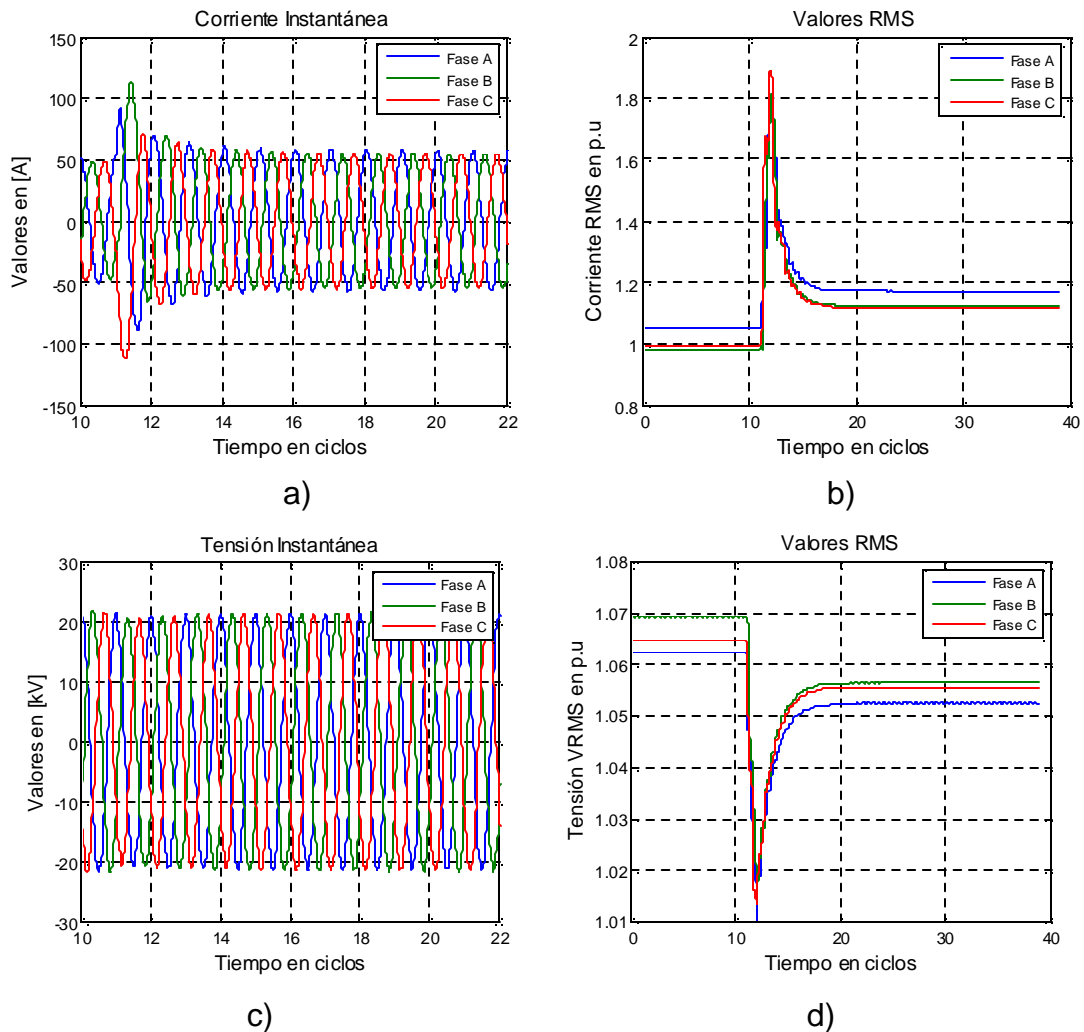 Corriente Instantánea
Valores en [A]
150
100
50
0
-50
-100
-150
10 12 14 16 18 20 22
Tiempo en ciclos
Fase A
Fase B
Fase C
a)
Valores RMS
Corriente RMS en p.u
2
1.8
1.6
1.4
1.2
1
0.8
0 10 20 30 40
Tiempo en ciclos
Fase A
Fase B
Fase C
b)
Tensión Instantánea
Valores en [kV]
30
20
10
0
-10
-20
-30
10 12 14 16 18 20 22
Tiempo en ciclos
Fase A
Fase B
Fase C
c)
Valores RMS
Tensión VRMS en p.u
1.08
1.07
1.06
1.05
1.04
1.03
1.02
1.01
0 10 20 30 40
Tiempo en ciclos
Fase A
Fase B
Fase C
d)